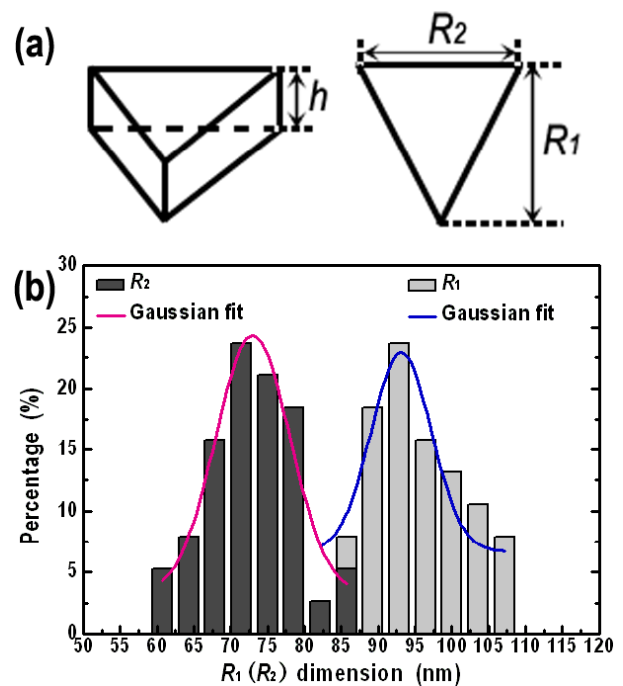 (a)
R2
h
R1
(b)
30
25
20
15
10
5
0
Percentage (%)
R2
Gaussian fit
R1
Gaussian fit
50 55 60 65 70 75 80 85 90 95 100 105 110 115 120
R1 (R2) dimension (nm)